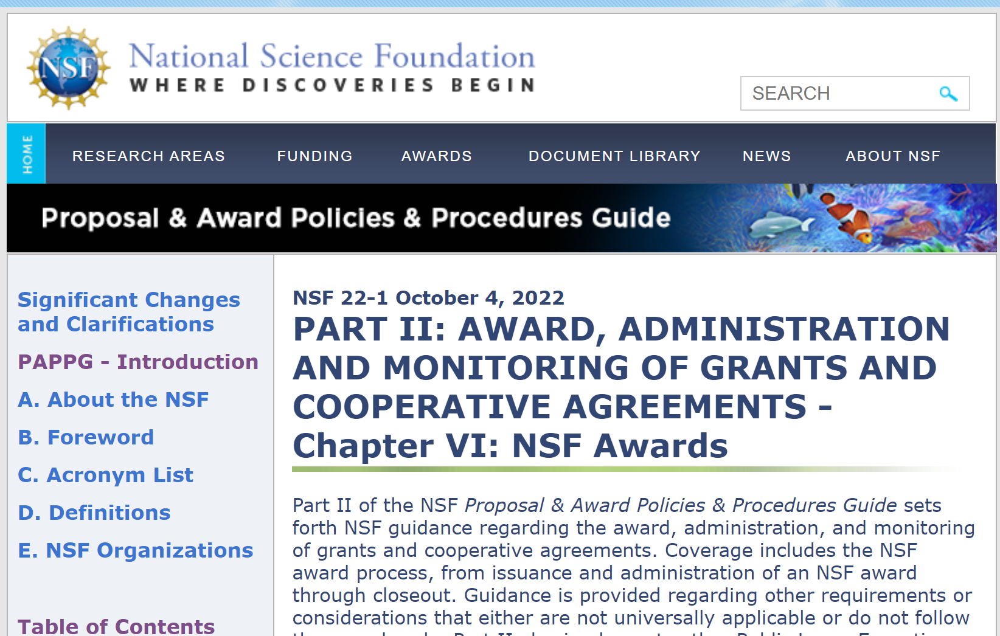 NSF
National Science Foundation
WHERE DISCOVERIES BEGIN
SEARCH
HOME
RESEARCH AREAS
FUNDING
AWARDS
DOCUMENT LIBRARY
NEWS
ABOUT NSF
Proposal & Award Policies & Procedures Guide
Significant Changes
and Clarifications
PAPPG - Introduction
A. About the NSF
B. Foreword
C. Acronym List
D. Definitions
E. NSF Organizations
Table of Contents
NSF 22-1 October 4, 2022
PART II: AWARD, ADMINISTRATION
AND MONITORING OF GRANTS AND
COOPERATIVE AGREEMENTS -
Chapter VI: NSF Awards
Part II of the NSF Proposal & Award Policies & Procedures Guide sets
forth NSF guidance regarding the award, administration, and monitoring
of grants and cooperative agreements. Coverage includes the NSF
award process, from issuance and administration of an NSF award
through closeout. Guidance is provided regarding other requirements or
considerations that either are not universally applicable or do not follow